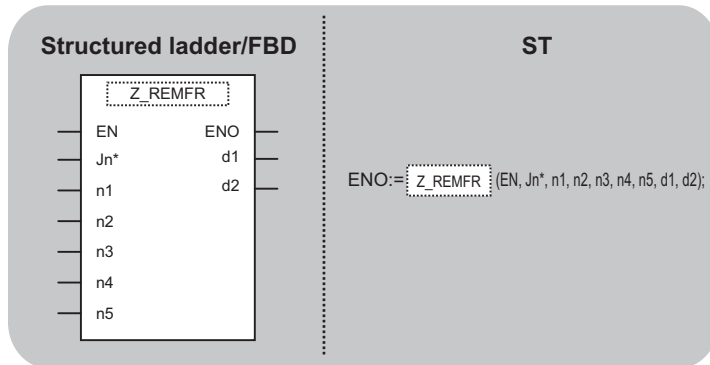 Structured ladder/FBD
Z_REMFR
EN ENO
Jn* d1
n1 d2
n2
n3
n4
n5
ST
ENO:= Z_REMFR (EN, Jn*, n1, n2, n3, n4, n5, d1, d2);